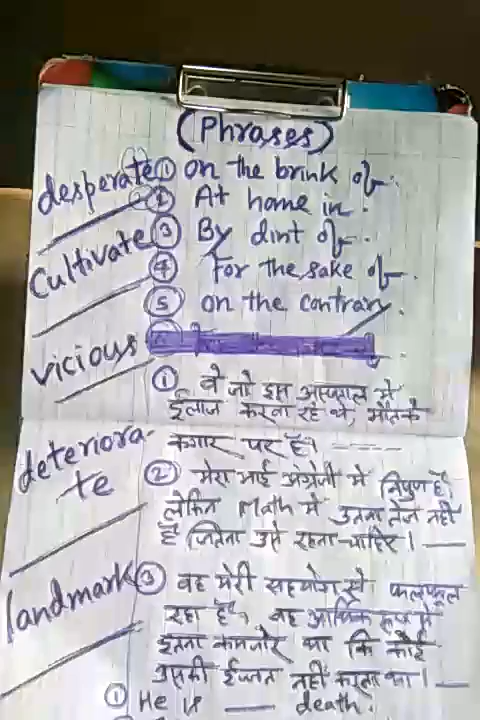 (Phrases)
desperate
① on the brink of.
② At home in.
Cultivate
③ By dint of.
④ For the sake of
⑤ on the contrary.
vicious
① वे जो इस अस्पताल में
ईलाज करवा रहे थे, मौत के
कगार पर हैं। ----
deteriora-
te
② मेरा भाई अंग्रेजी में निपुण है,
लेकिन Math में उतना तेज नहीं
है जितना उसे रहना चाहिए। —
landmark
③ वह मेरी सहयोग से फलफूल
रहा है, वह आर्थिक रूप से
इतना कमजोर था कि कोई
उसकी ईज्जत नहीं करता था। —
① He is —— death.